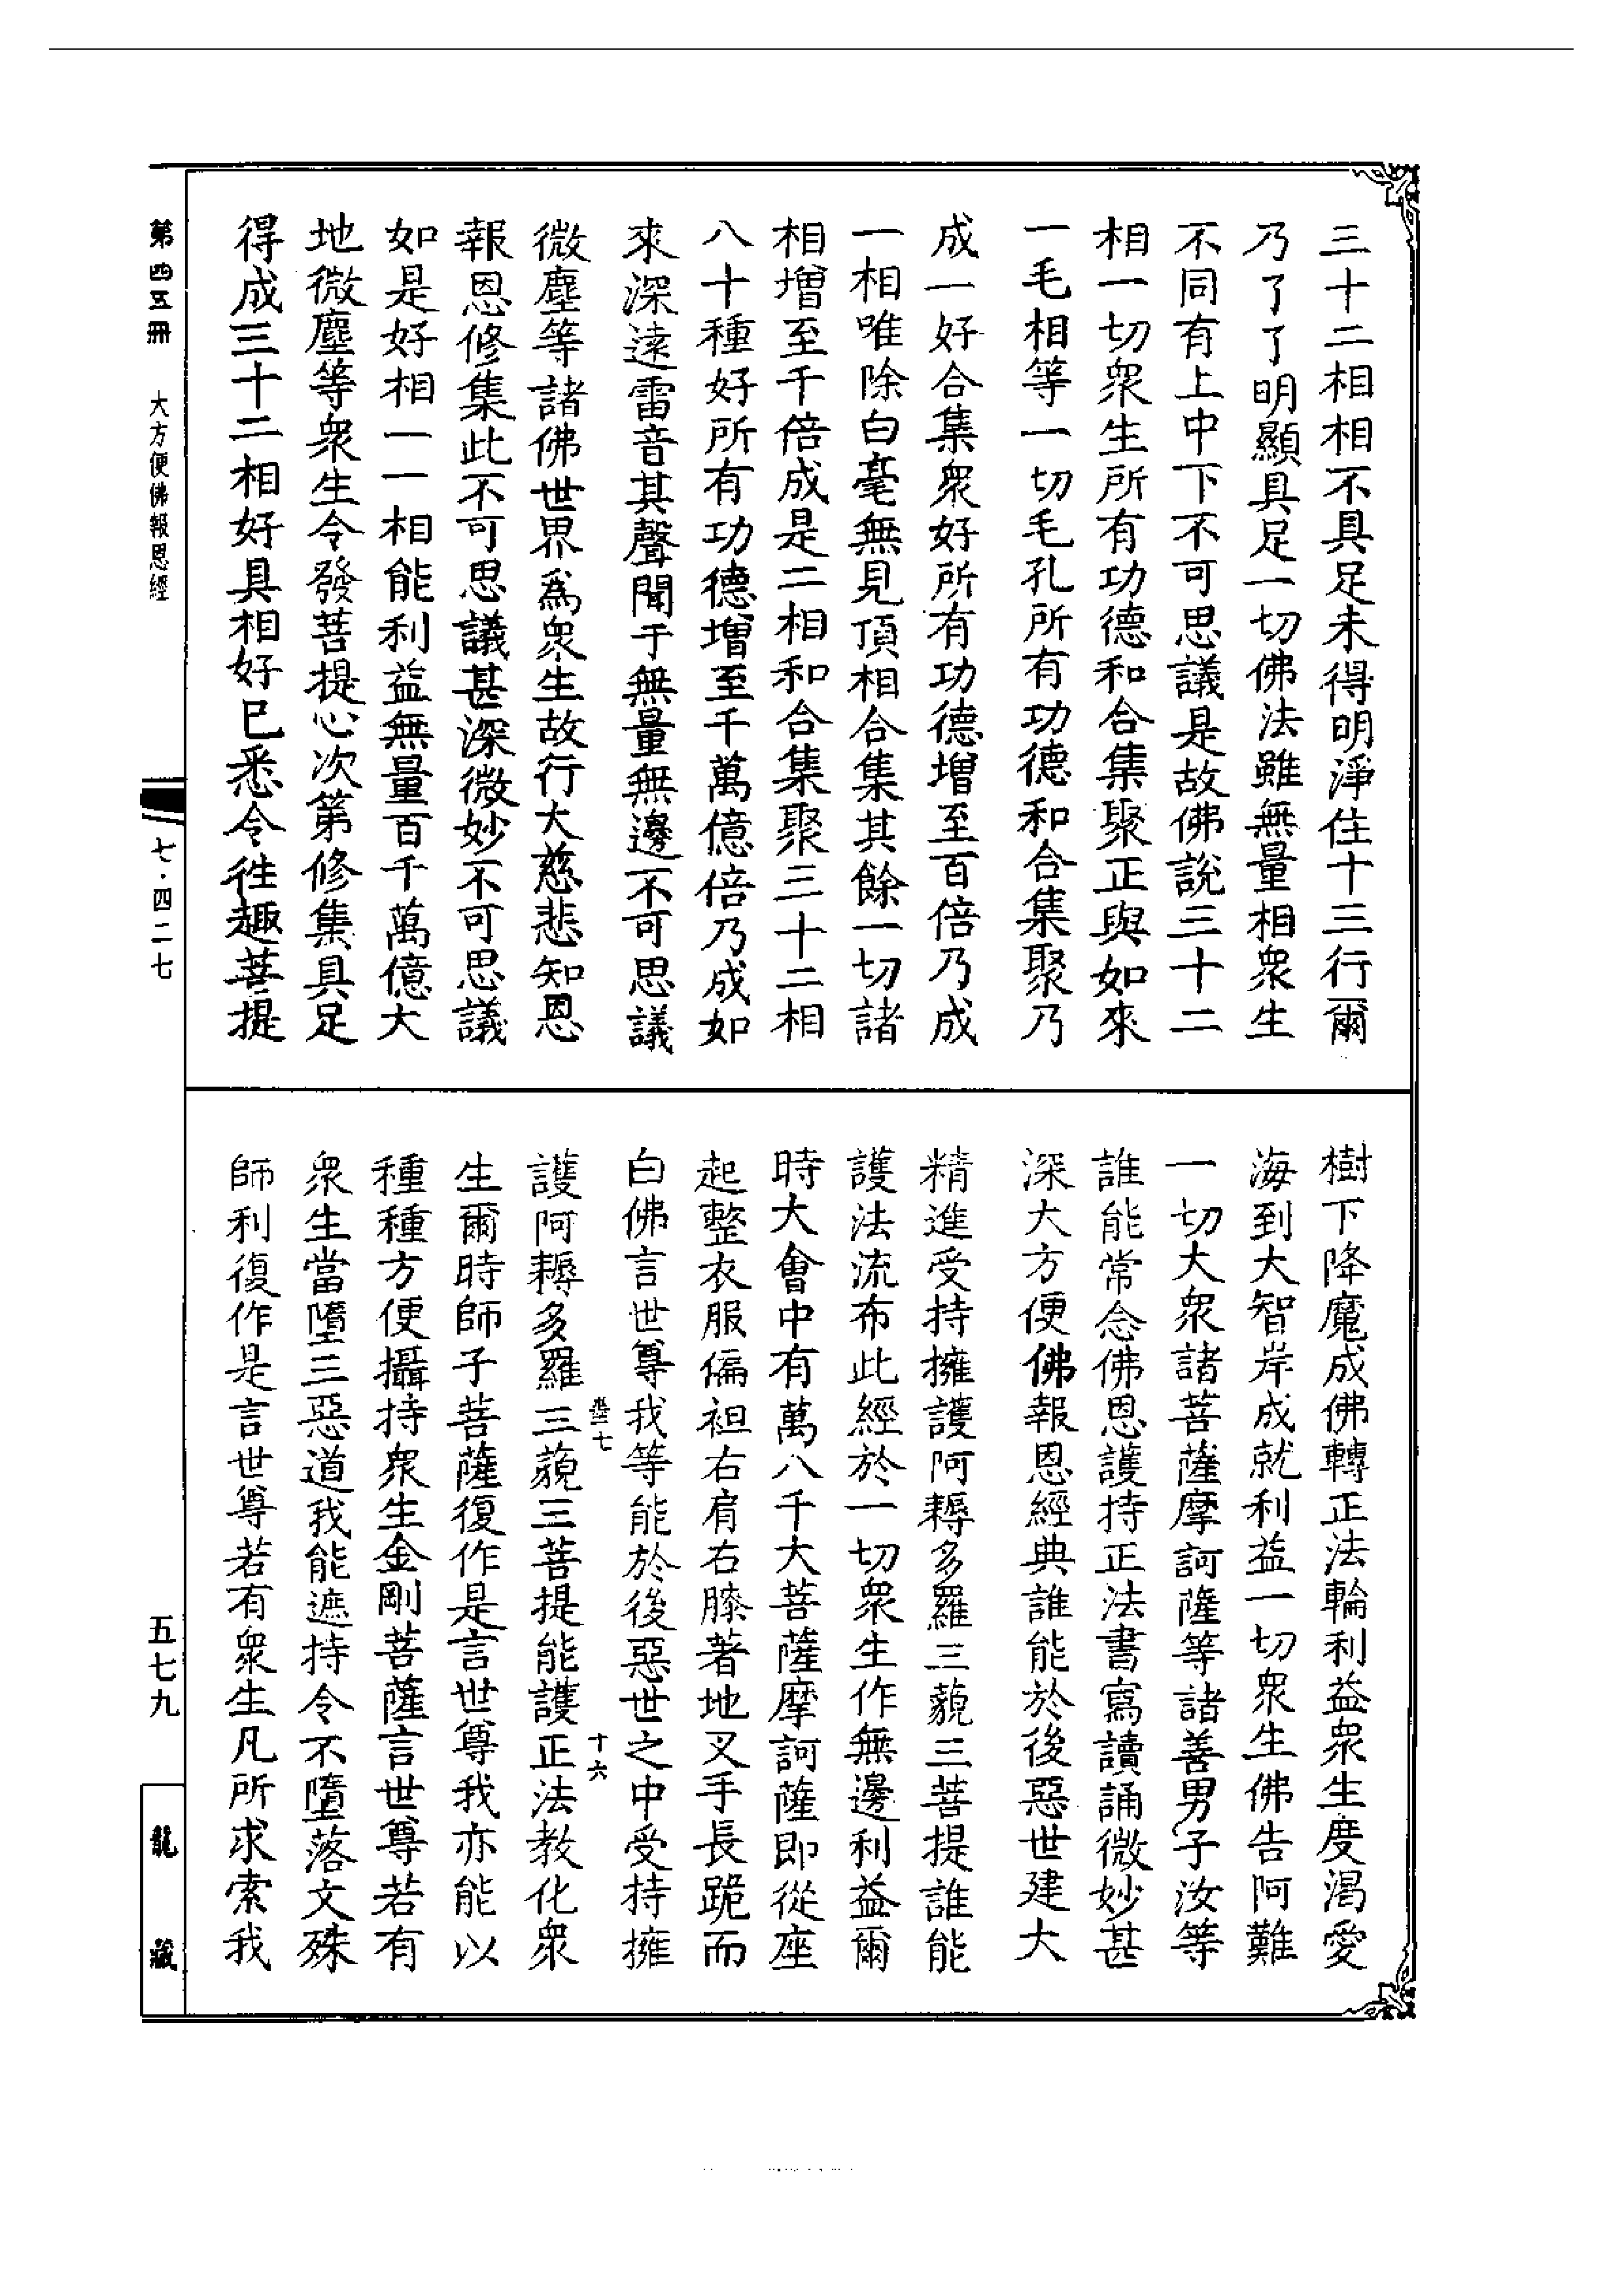 三十二相相不具足未得明淨住十三行爾
乃了了明顯具足一切佛法雖無量相衆生
不同有上中下不可思議是故佛說三十二
相一切衆生所有功德和合集聚正與如來
一毛相等一切毛孔所有功德和合集聚乃
成一好合集衆好所有功德增至百倍乃成
一相唯除白毫無見頂相合集其餘一切諸
相增至千倍成是二相和合集聚三十二相
八十種好所有功德增至千萬億倍乃成如
來深遠雷音其聲聞于無量無邊不可思議
微塵等諸佛世界爲衆生故行大慈悲知恩
報恩修集此不可思議甚深微妙不可思議
如是好相一一相能利益無量百千萬億大
地微塵等衆生令發菩提心次第修集具足
得成三十二相好具相好已悉令往趣菩提
樹下降魔成佛轉正法輪利益衆生度渴愛
海到大智岸成就利益一切衆生佛告阿難
一切大衆諸菩薩摩訶薩等諸善男子汝等
誰能常念佛恩護持正法書寫讀誦微妙甚
深大方便佛報恩經典誰能於後惡世建大
精進受持擁護阿耨多羅三藐三菩提誰能
護法流布此經於一切衆生作無邊利益爾
時大會中有萬八千大菩薩摩訶薩即從座
起整衣服偏袒右肩右膝著地叉手長跪而
白佛言世尊我等能於後惡世之中受持擁
七 十六
護阿耨多羅三藐三菩提能護正法教化衆
生爾時師子菩薩復作是言世尊我亦能以
種種方便攝持衆生金剛菩薩言世尊若有
衆生當墮三惡道我能遮持令不墮落文殊
師利復作是言世尊若有衆生凡所求索我
第四五冊 大方便佛報恩經
七·四二七
五七九
龍藏